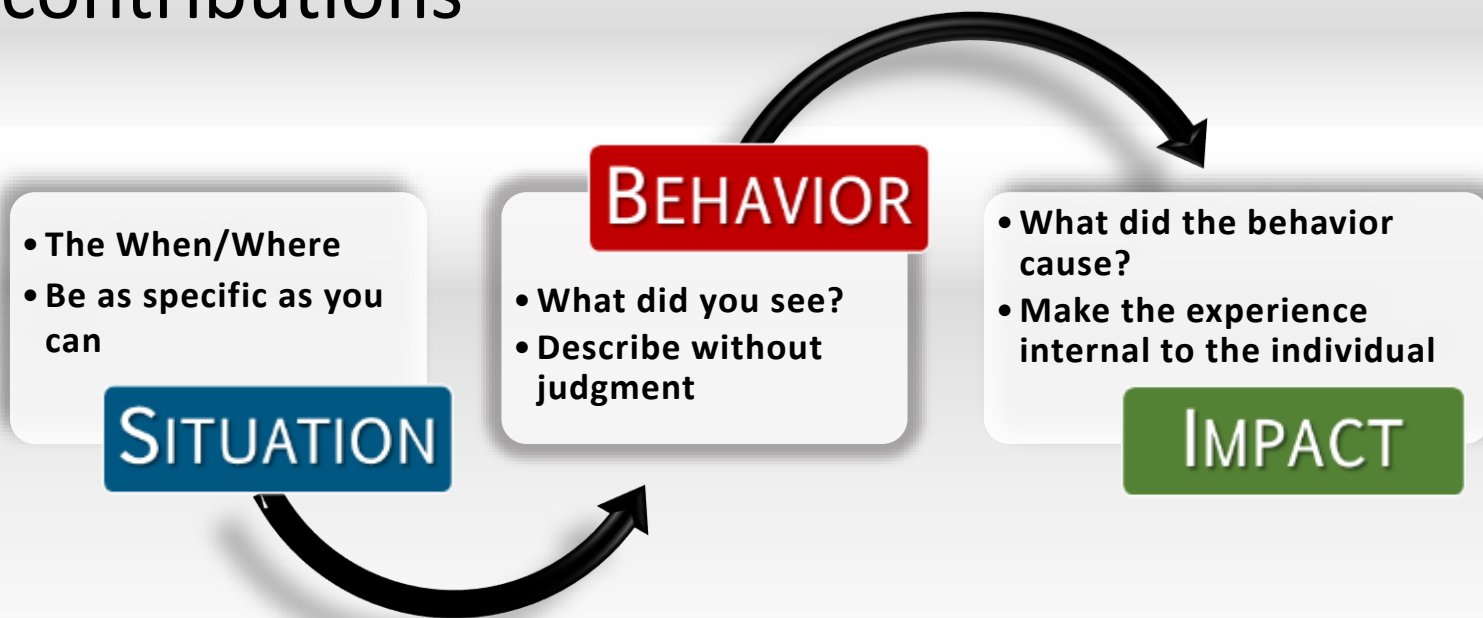 contributions
• The When/Where
• Be as specific as you
can
SITUATION
BEHAVIOR
• What did you see?
• Describe without
judgment
• What did the behavior
cause?
• Make the experience
internal to the individual
IMPACT